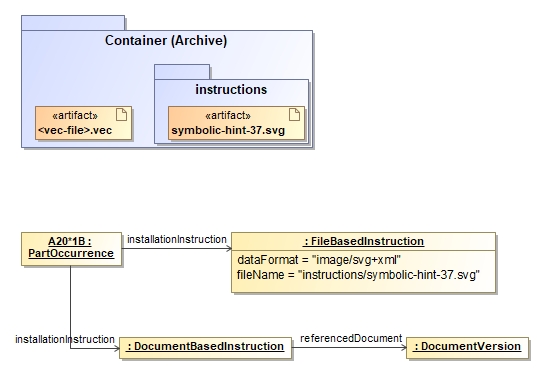 Container (Archive)
instructions
«artifact»
<vec-file>.vec
«artifact»
symbolic-hint-37.svg
A20*1B :
PartOccurrence
installationInstruction
: FileBasedInstruction
dataFormat = "image/svg+xml"
fileName = "instructions/symbolic-hint-37.svg"
installationInstruction
: DocumentBasedInstruction
referencedDocument
: DocumentVersion